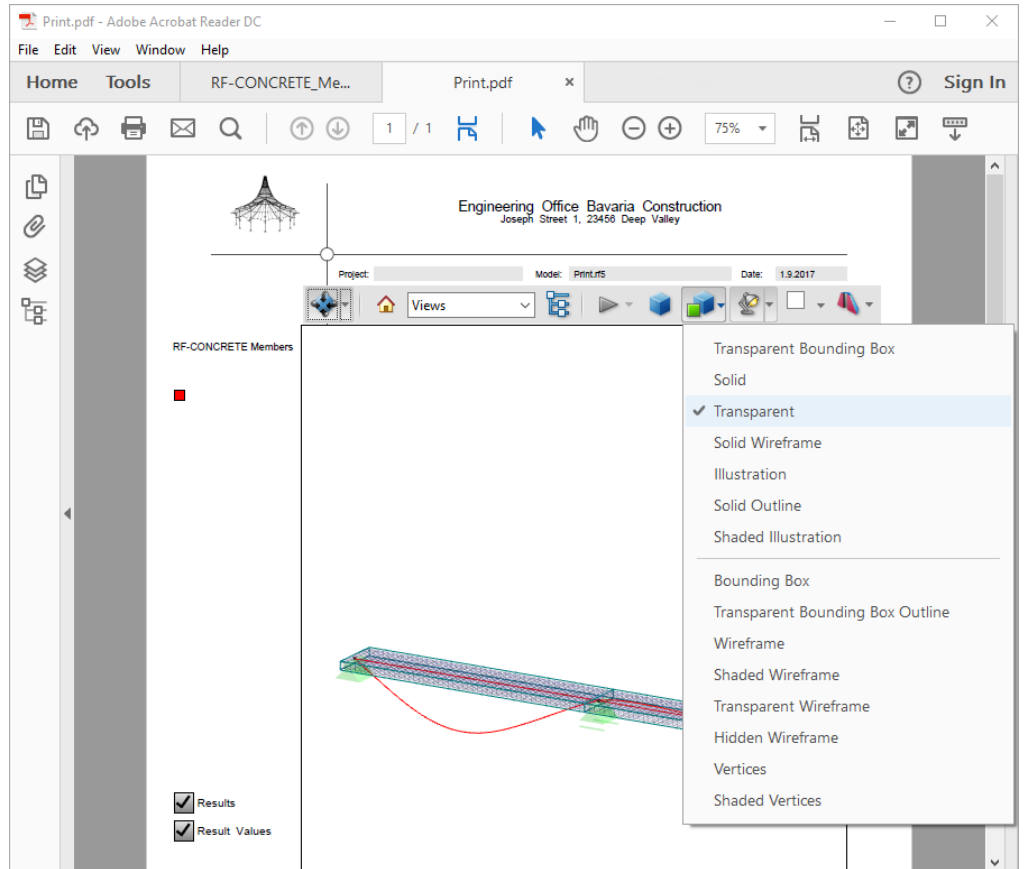 Print.pdf - Adobe Acrobat Reader DC
File Edit View Window Help
Home Tools RF-CONCRETE_Me... Print.pdf × ? Sign In
1 / 1 75%
Engineering Office Bavaria Construction
Joseph Street 1, 23456 Deep Valley
Project: Model: Print.rf5 Date: 1.9.2017
Views
RF-CONCRETE Members
Transparent Bounding Box
Solid
Transparent
Solid Wireframe
Illustration
Solid Outline
Shaded Illustration
Bounding Box
Transparent Bounding Box Outline
Wireframe
Shaded Wireframe
Transparent Wireframe
Hidden Wireframe
Vertices
Shaded Vertices
Results
Result Values